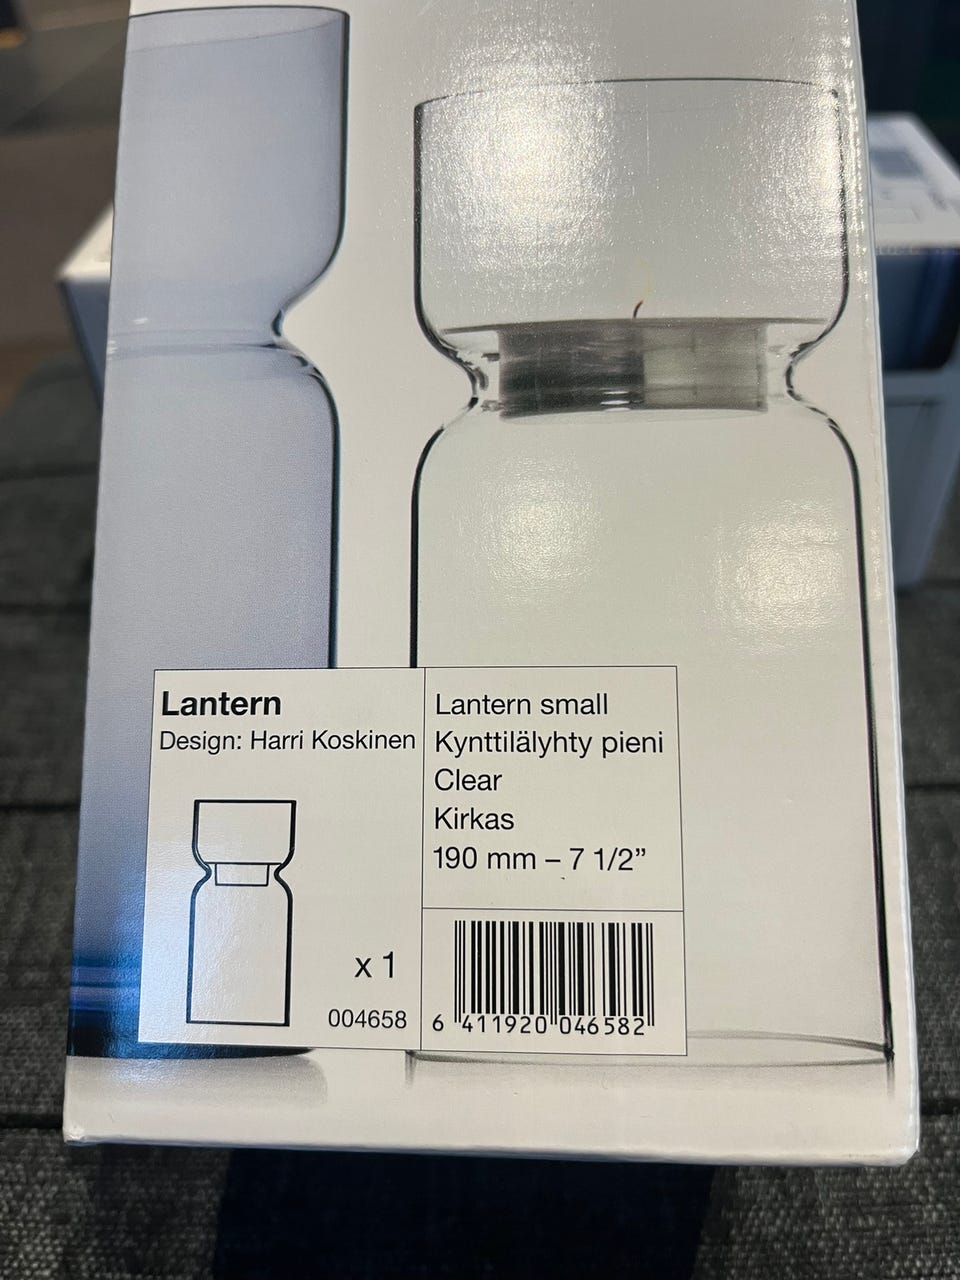 Lantern
Design: Harri Koskinen
x 1
004658
Lantern small
Kynttilälyhty pieni
Clear
Kirkas
190 mm – 7 1/2”
6 411920 046582